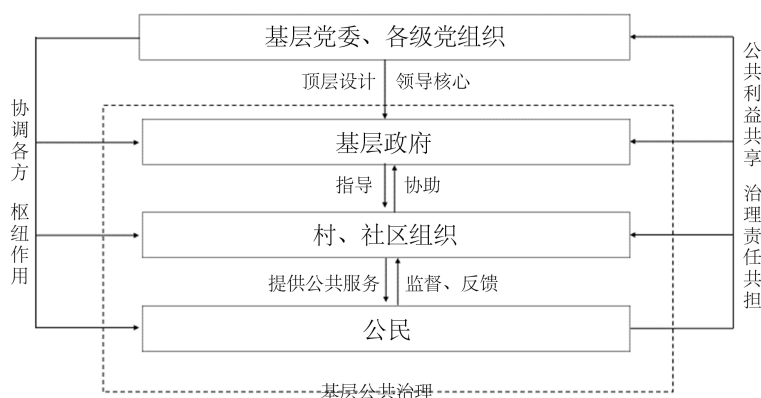 基层党委、各级党组织
顶层设计 领导核心
基层政府
指导 协助
村、社区组织
提供公共服务 监督、反馈
公民
基层公共治理
协调各方 枢纽作用
公共利益共享 治理责任共担